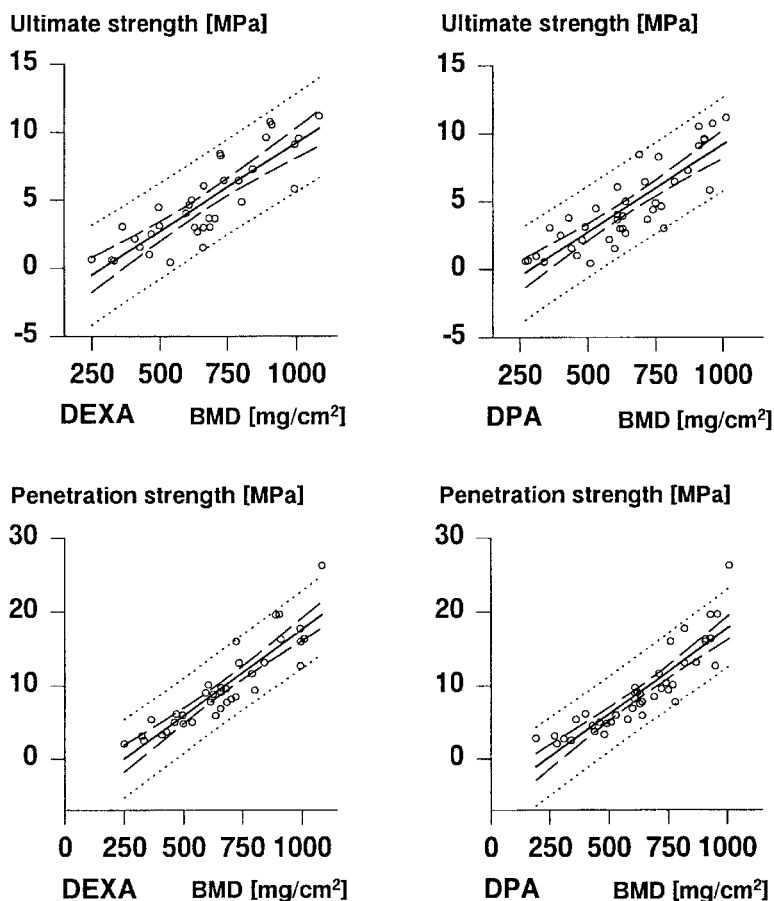 Ultimate strength [MPa]
15
10
5
0
-5
250 500 750 1000
DEXA BMD [mg/cm²]
Ultimate strength [MPa]
15
10
5
0
-5
250 500 750 1000
DPA BMD [mg/cm²]
Penetration strength [MPa]
30
20
10
0
0 250 500 750 1000
DEXA BMD [mg/cm²]
Penetration strength [MPa]
30
20
10
0
0 250 500 750 1000
DPA BMD [mg/cm²]